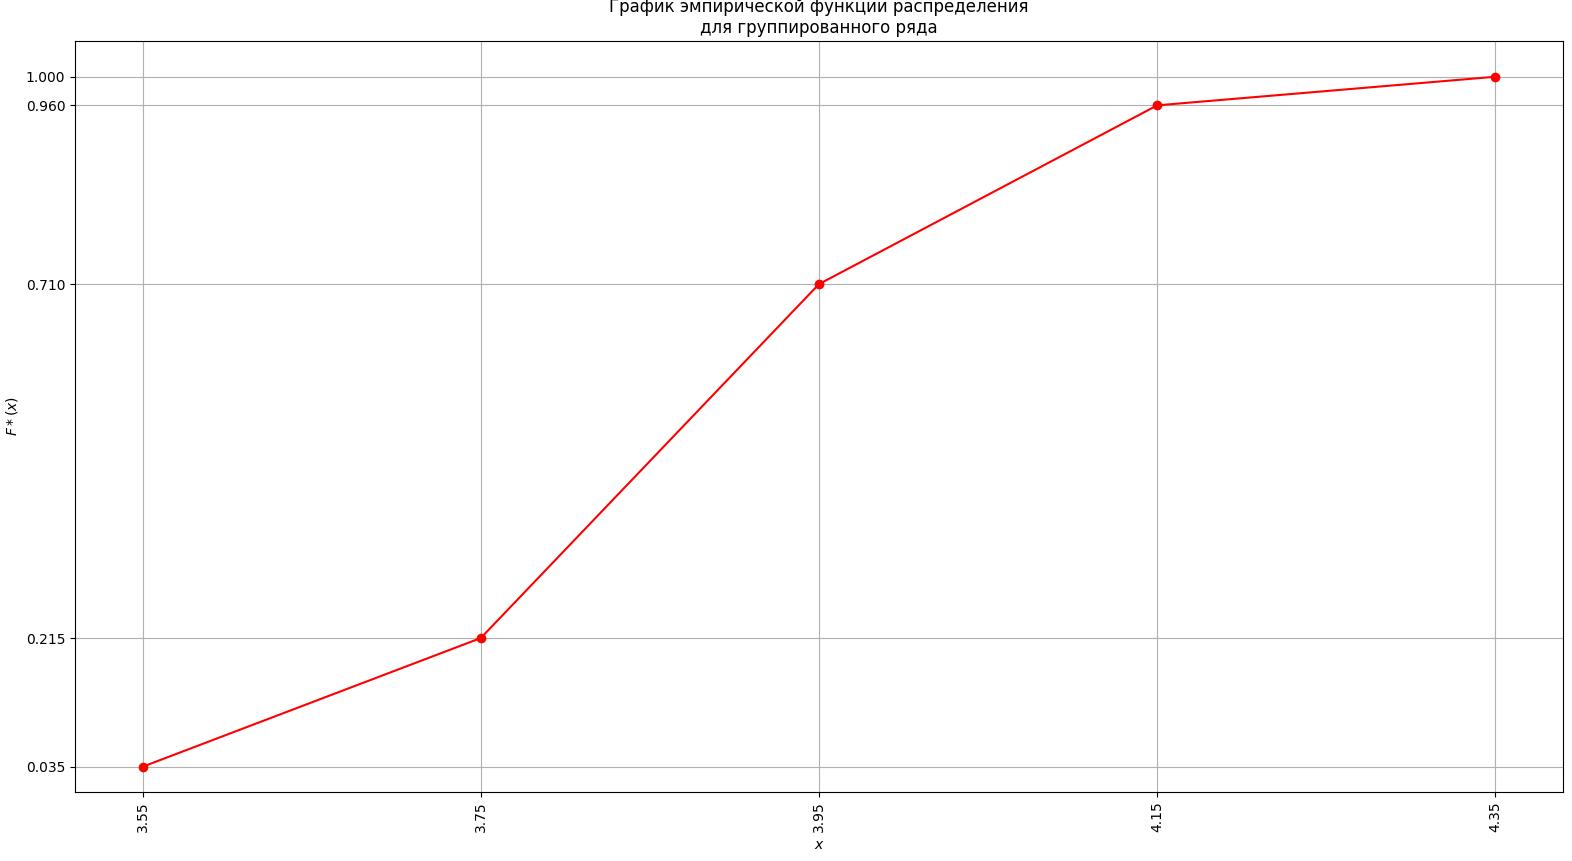 График эмпирической функции распределения
для группированного ряда
1.000
0.960
0.710
0.215
0.035
F * (x)
3.55
3.75
3.95
4.15
4.35
x